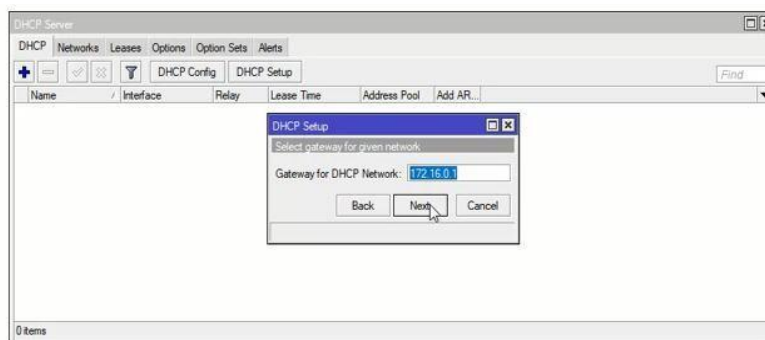 DHCP Server
DHCP Networks Leases Options Option Sets Alerts
DHCP Config DHCP Setup Find
Name / Interface Relay Lease Time Address Pool Add AR...
DHCP Setup
Select gateway for given network
Gateway for DHCP Network: 172.16.0.1
Back Next Cancel
0 items